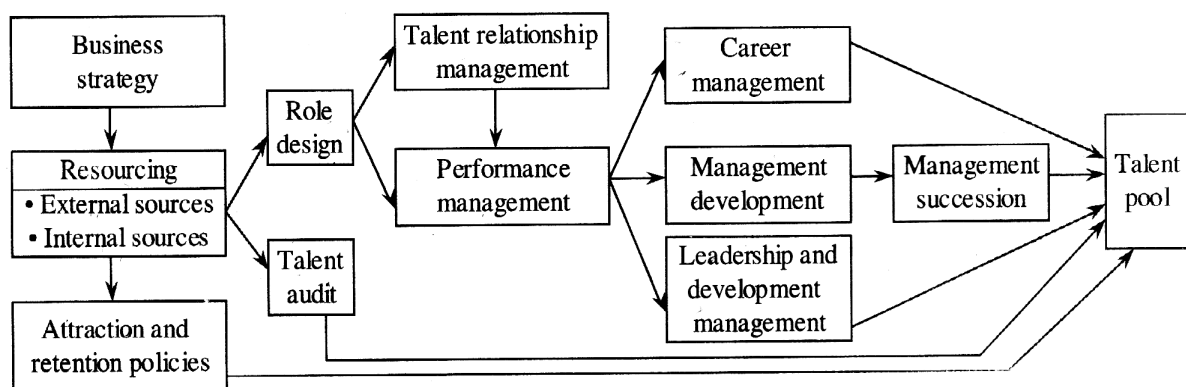 Business
strategy
Resourcing
• External sources
• Internal sources
Attraction and
retention policies
Role
design
Talent
audit
Talent relationship
management
Performance
management
Career
management
Management
development
Leadership and
development
management
Management
succession
Talent
pool